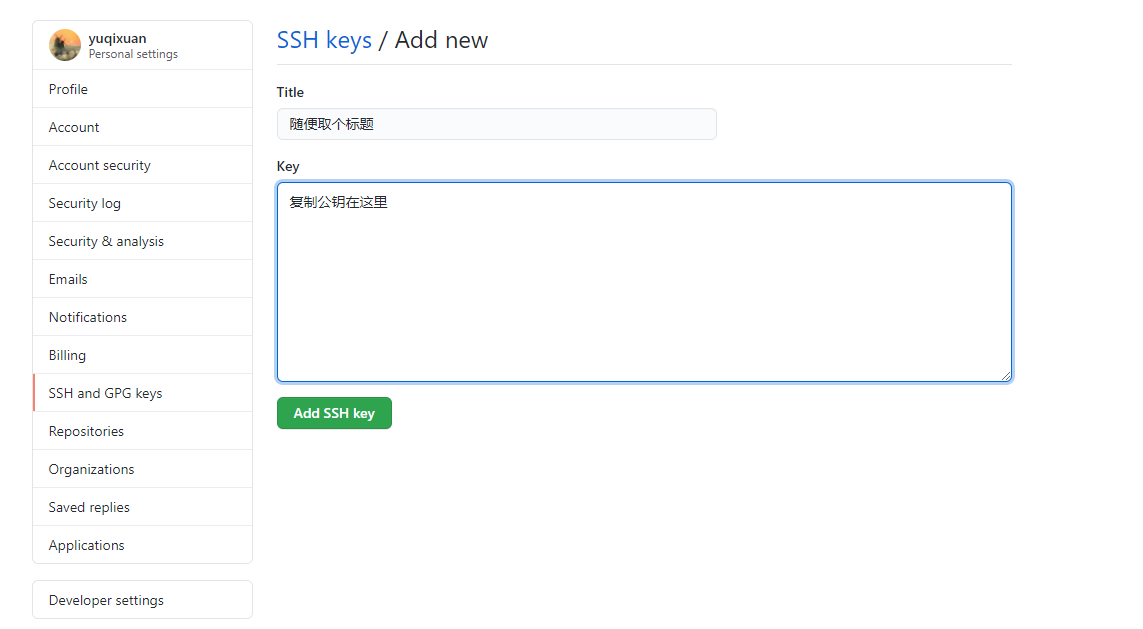 yuqixuan
Personal settings
Profile
Account
Account security
Security log
Security & analysis
Emails
Notifications
Billing
SSH and GPG keys
Repositories
Organizations
Saved replies
Applications
Developer settings
SSH keys / Add new
Title
随便取个标题
Key
复制公钥在这里
Add SSH key